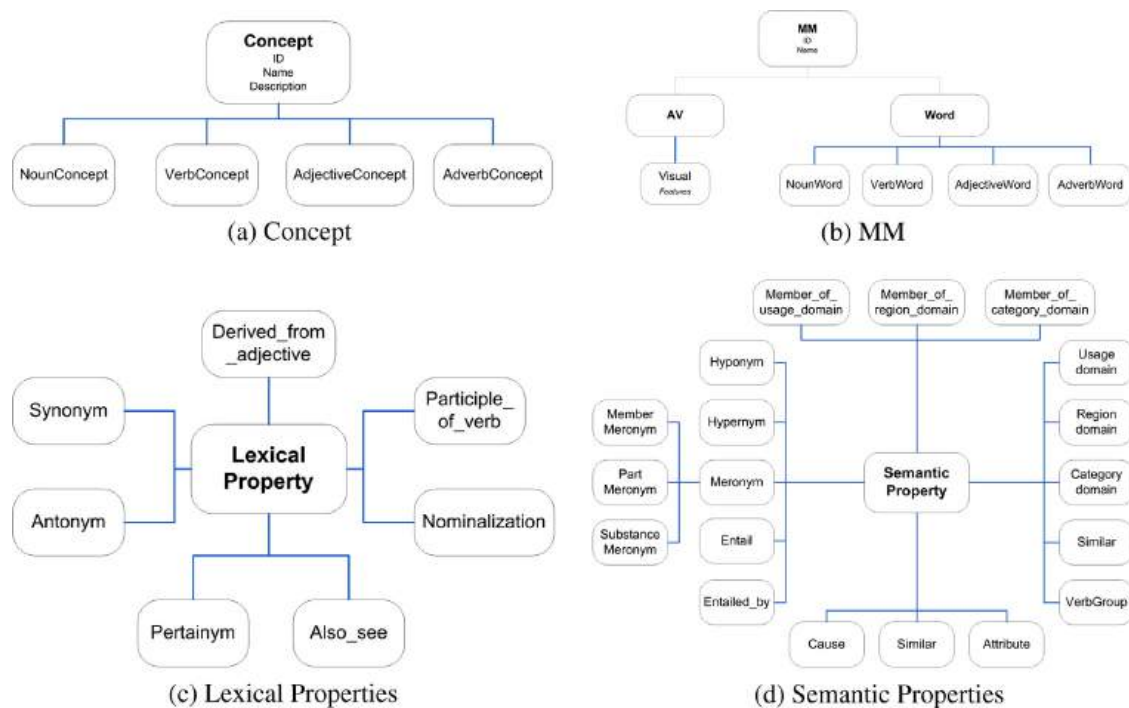 Concept
ID
Name
Description
NounConcept
VerbConcept
AdjectiveConcept
AdverbConcept
(a) Concept
MM
ID
Name
AV
Word
Visual
Features
NounWord
VerbWord
AdjectiveWord
AdverbWord
(b) MM
Derived_from
_adjective
Synonym
Participle_
of_verb
Lexical
Property
Antonym
Nominalization
Pertainym
Also_see
(c) Lexical Properties
Member_of_
usage_domain
Member_of_
region_domain
Member_of_
category_domain
Hyponym
Usage
domain
Member
Meronym
Hypernym
Region
domain
Part
Meronym
Meronym
Semantic
Property
Category
domain
Substance
Meronym
Entail
Similar
Entailed_by
VerbGroup
Cause
Similar
Attribute
(d) Semantic Properties